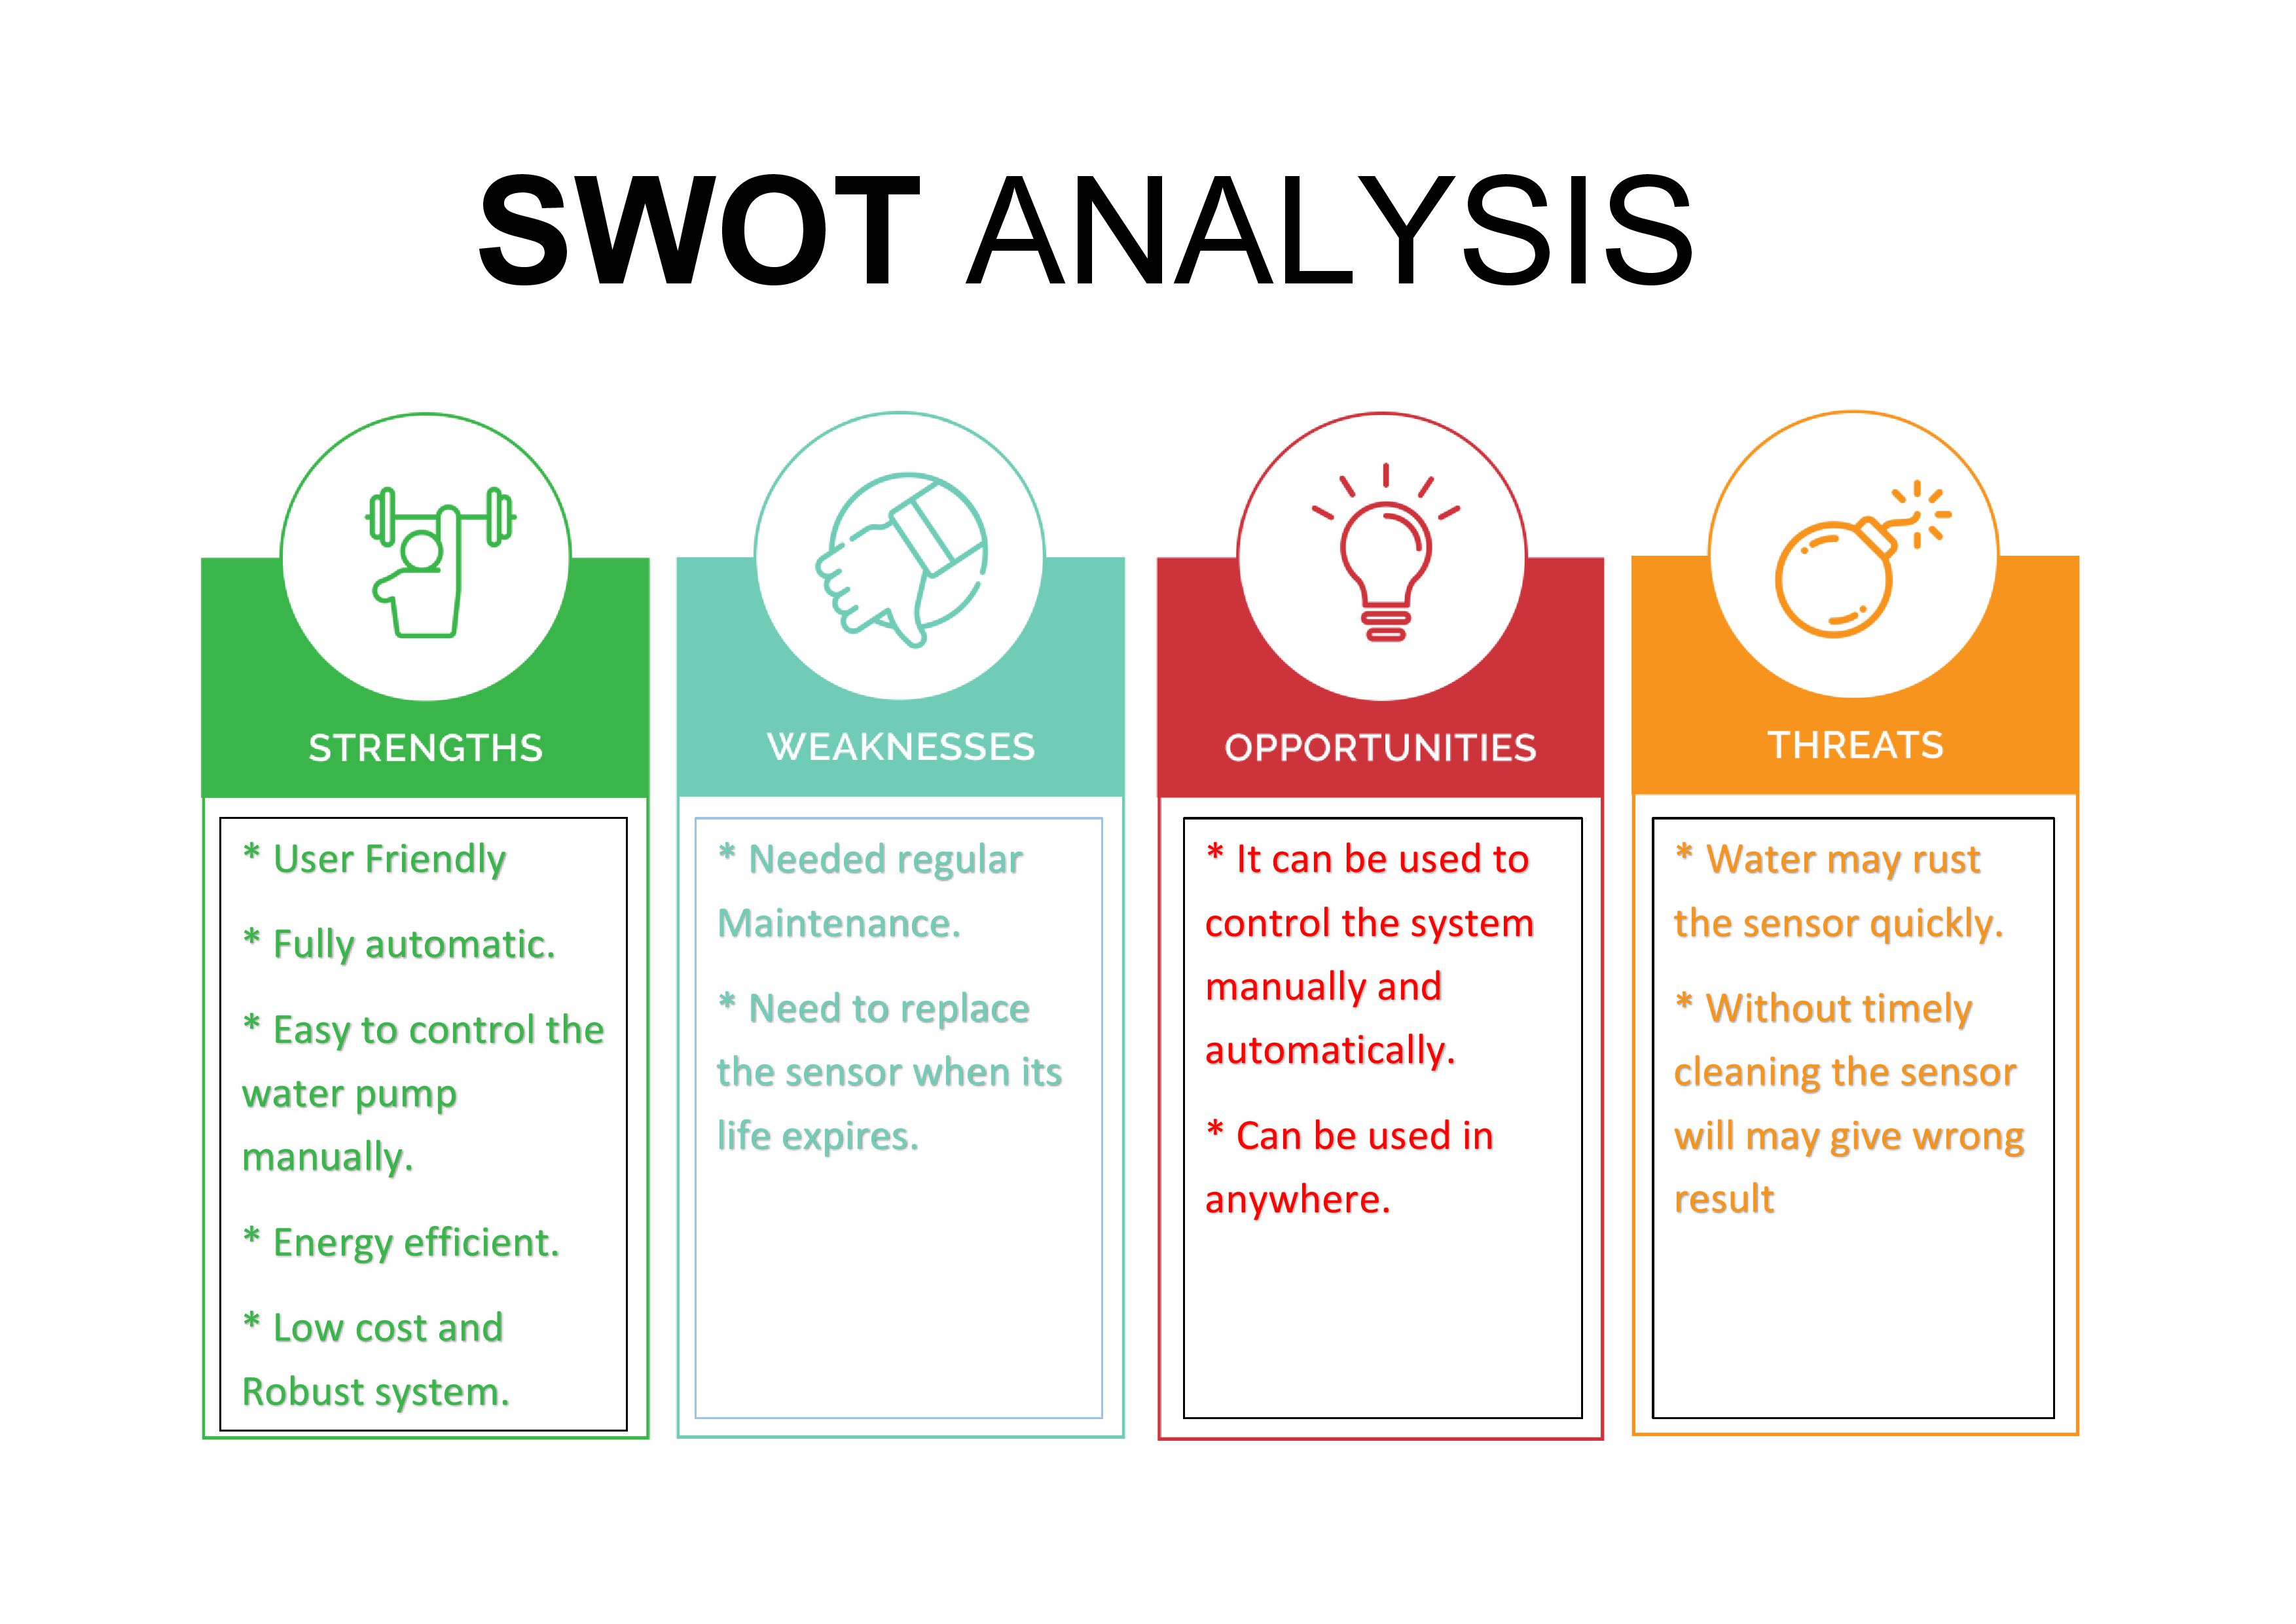 SWOT ANALYSIS
STRENGTHS
* User Friendly
* Fully automatic.
* Easy to control the
water pump
manually.
* Energy efficient.
* Low cost and
Robust system.
WEAKNESSES
* Needed regular
Maintenance.
* Need to replace
the sensor when its
life expires.
OPPORTUNITIES
* It can be used to
control the system
manually and
automatically.
* Can be used in
anywhere.
THREATS
* Water may rust
the sensor quickly.
* Without timely
cleaning the sensor
will may give wrong
result